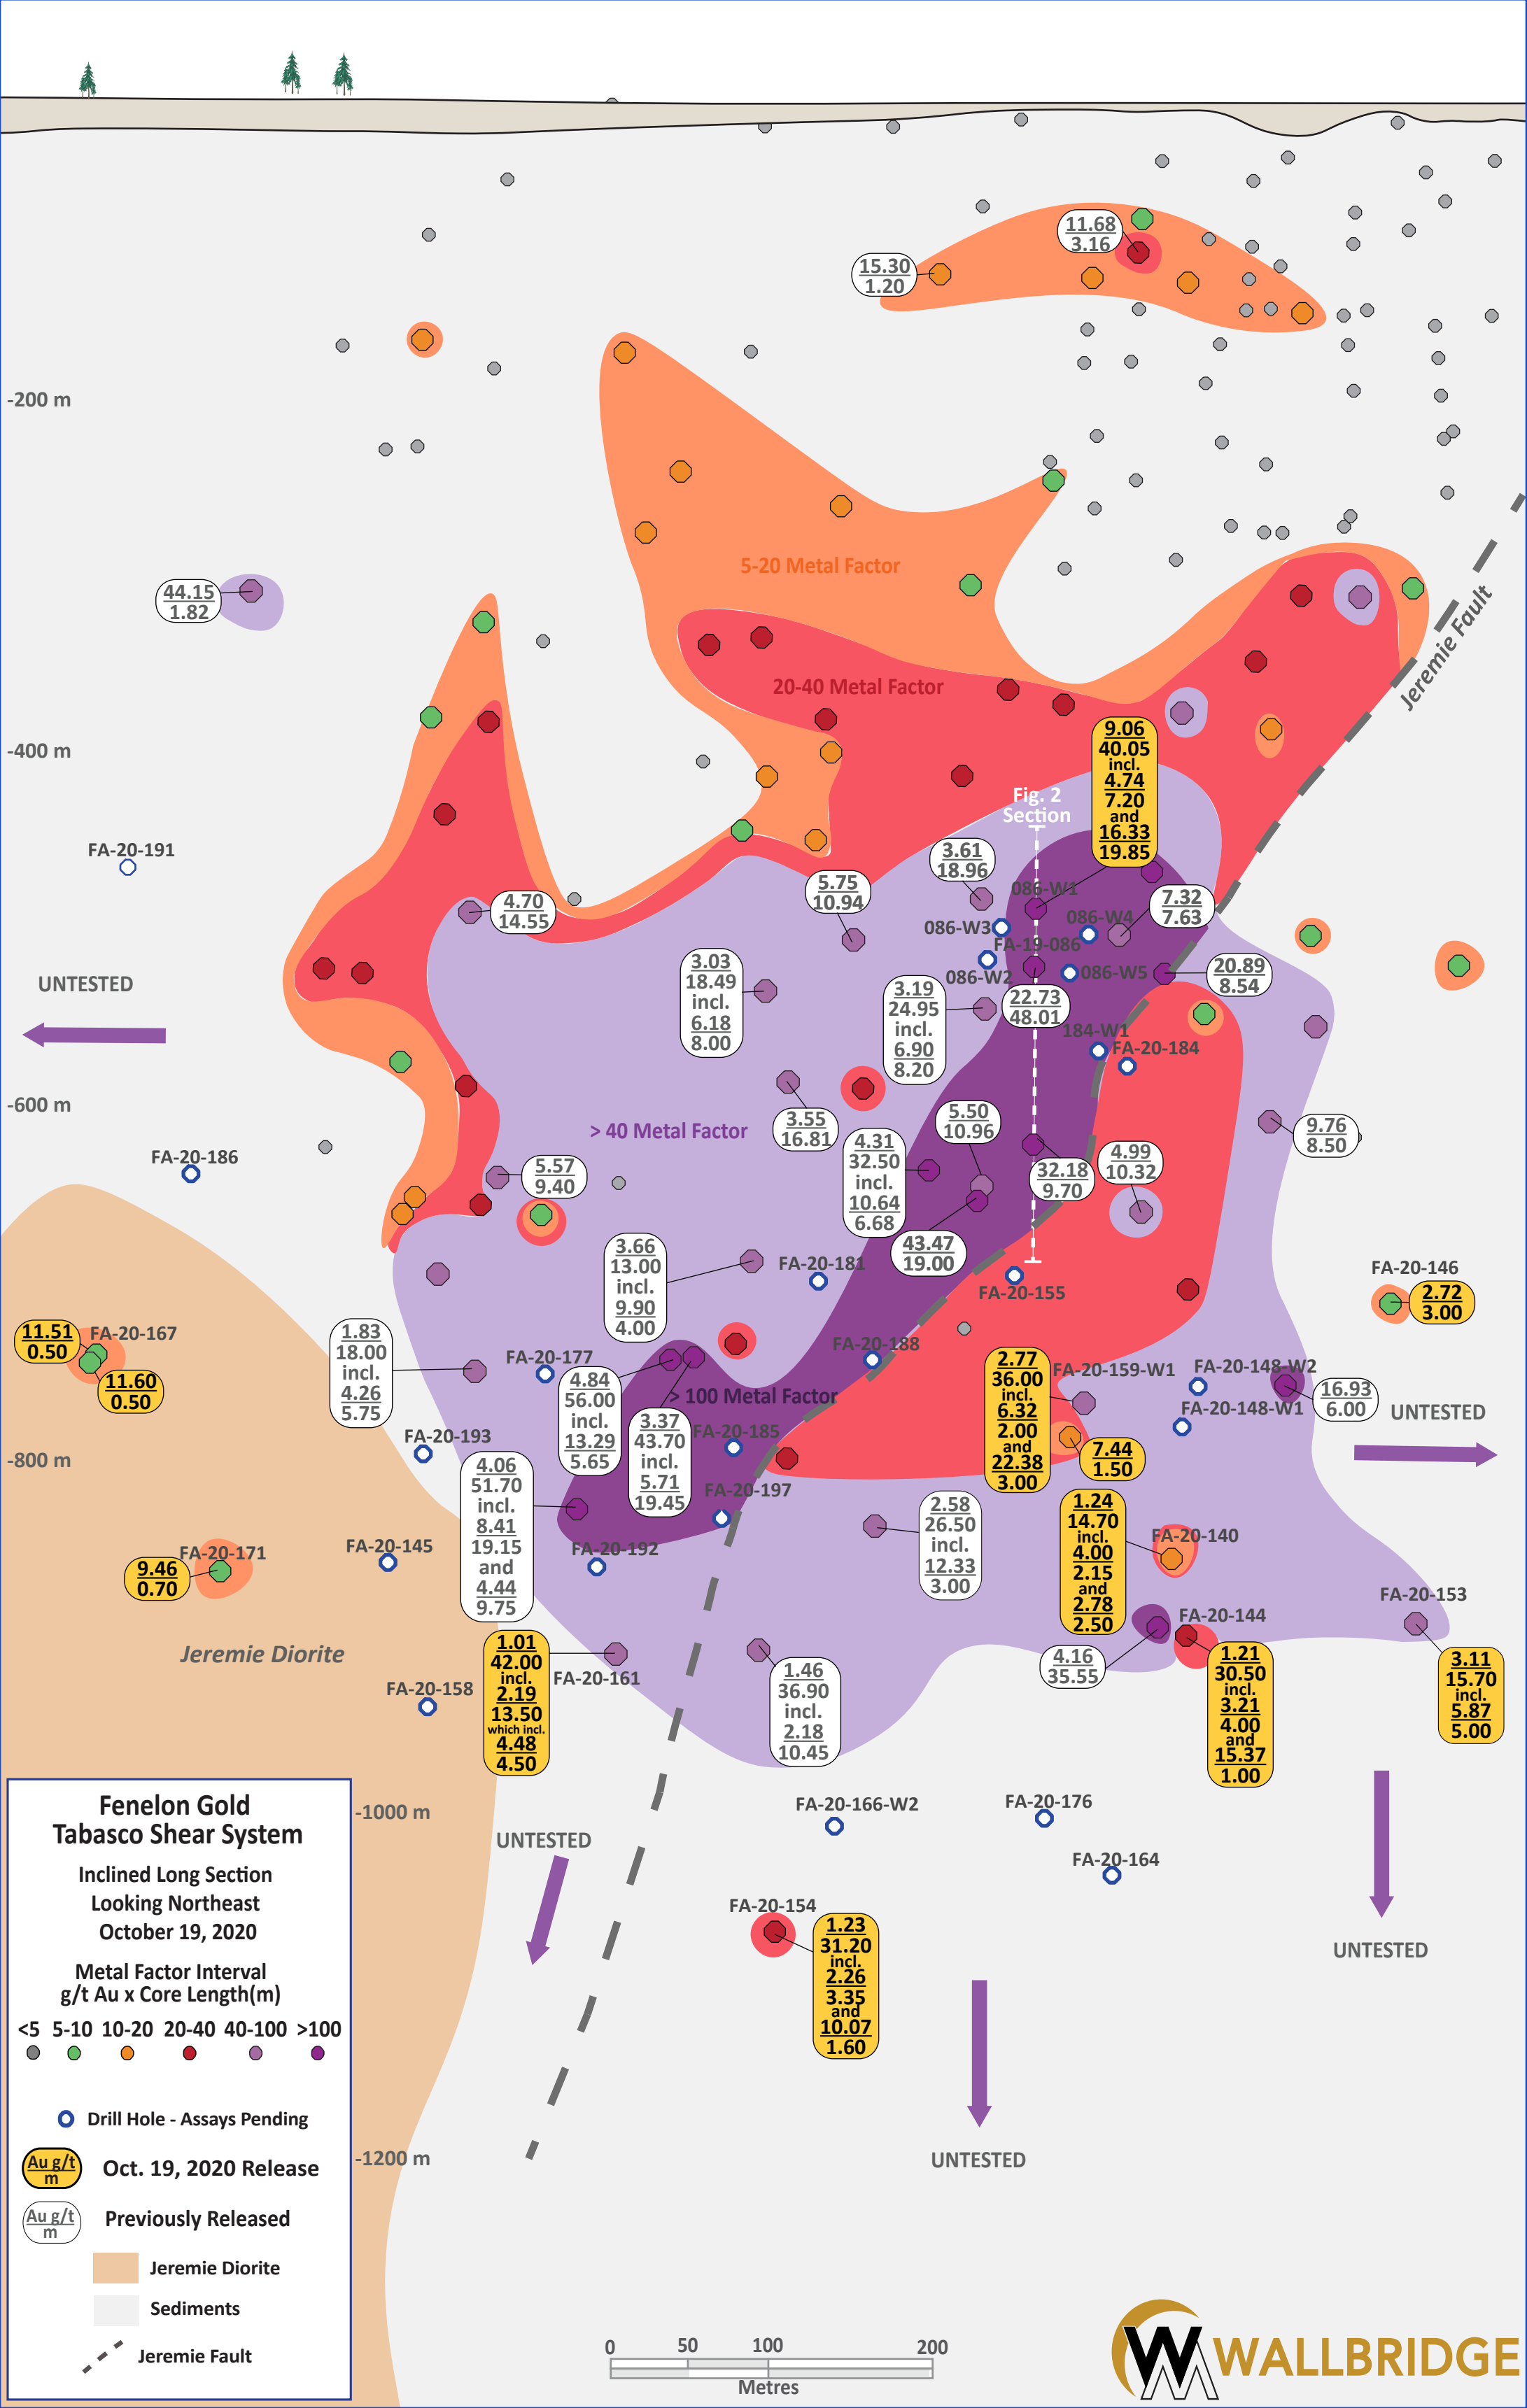 11.68
3.16
15.30
1.20
-200 m
5-20 Metal Factor
44.15
1.82
Jeremie Fault
20-40 Metal Factor
-400 m
9.06
40.05
incl.
4.74
7.20
and
16.33
19.85
Fig. 2
Section
FA-20-191
3.61
18.96
5.75
10.94
086-W1
4.70
14.55
7.32
7.63
086-W3
086-W4
FA-19-086
086-W2
086-W5
20.89
8.54
UNTESTED
3.03
18.49
incl.
6.18
8.00
3.19
24.95
incl.
6.90
8.20
22.73
48.01
184-W1
FA-20-184
-600 m
3.55
16.81
> 40 Metal Factor
5.50
10.96
9.76
8.50
FA-20-186
5.57
9.40
4.31
32.50
incl.
10.64
6.68
32.18
9.70
4.99
10.32
43.47
19.00
3.66
13.00
incl.
9.90
4.00
FA-20-181
FA-20-155
FA-20-146
2.72
3.00
11.51
0.50
FA-20-167
11.60
0.50
1.83
18.00
incl.
4.26
5.75
FA-20-177
FA-20-188
4.84
56.00
incl.
13.29
5.65
> 100 Metal Factor
3.37
43.70
incl.
5.71
19.45
FA-20-185
2.77
36.00
incl.
6.32
2.00
and
22.38
3.00
FA-20-159-W1
FA-20-148-W2
16.93
6.00
FA-20-148-W1
UNTESTED
7.44
1.50
FA-20-193
-800 m
4.06
51.70
incl.
8.41
19.15
and
4.44
9.75
FA-20-197
2.58
26.50
incl.
12.33
3.00
1.24
14.70
incl.
4.00
2.15
and
2.78
2.50
FA-20-140
FA-20-171
9.46
0.70
FA-20-145
FA-20-192
FA-20-153
FA-20-144
Jeremie Diorite
1.01
42.00
incl.
2.19
13.50
which incl.
4.48
4.50
FA-20-161
1.46
36.90
incl.
2.18
10.45
4.16
35.55
1.21
30.50
incl.
3.21
4.00
and
15.37
1.00
3.11
15.70
incl.
5.87
5.00
FA-20-158
FA-20-166-W2
FA-20-176
-1000 m
UNTESTED
FA-20-164
FA-20-154
1.23
31.20
incl.
2.26
3.35
and
10.07
1.60
UNTESTED
UNTESTED
-1200 m
Fenelon Gold
Tabasco Shear System
Inclined Long Section
Looking Northeast
October 19, 2020
Metal Factor Interval
g/t Au x Core Length(m)
<5 5-10 10-20 20-40 40-100 >100
Drill Hole - Assays Pending
Au g/t
m
Oct. 19, 2020 Release
Au g/t
m
Previously Released
Jeremie Diorite
Sediments
Jeremie Fault
0 50 100 200
Metres
WALLBRIDGE